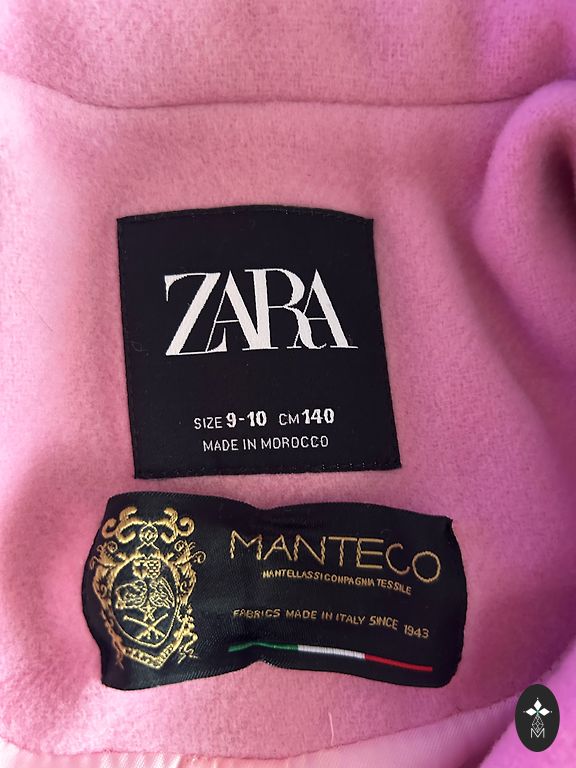 ZARA
SIZE 9-10 CM 140
MADE IN MOROCCO
MANTECO
MANTELLASSI COMPAGNIA TESSILE
FABRICS MADE IN ITALY SINCE 1943
M